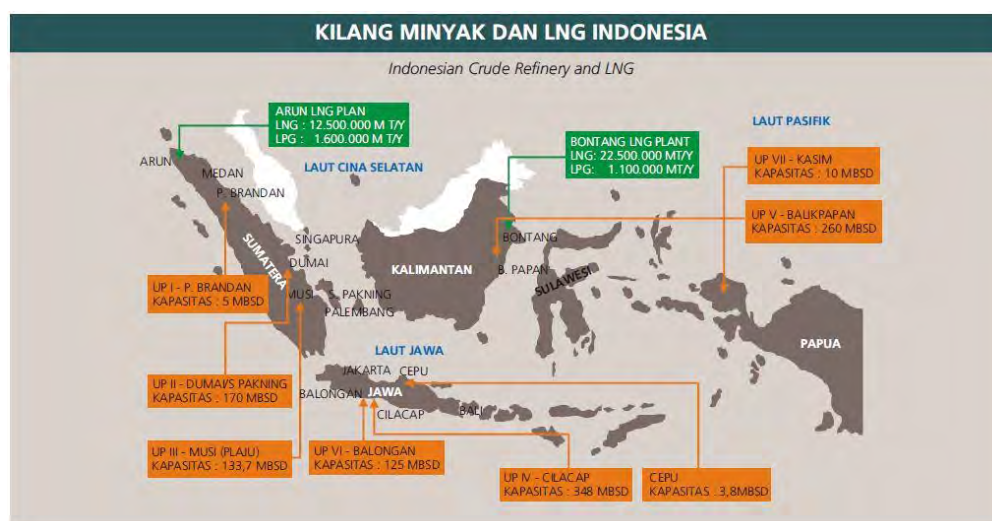 KILANG MINYAK DAN LNG INDONESIA
Indonesian Crude Refinery and LNG
ARUN LNG PLAN
LNG : 12.500.000 M T/Y
LPG : 1.600.000 M T/Y
LAUT PASIFIK
BONTANG LNG PLANT
LNG: 22.500.000 MT/Y
LPG: 1.100.000 MT/Y
UP VII - KASIM
KAPASITAS : 10 MBSD
ARUN
MEDAN
LAUT CINA SELATAN
P. BRANDAN
UP V - BALIKPAPAN
KAPASITAS : 260 MBSD
SINGAPURA
BONTANG
SUMATERA
DUMAI
KALIMANTAN
B. PAPAN
SULAWESI
UP I - P. BRANDAN
KAPASITAS : 5 MBSD
MUSI
S. PAKNING
PALEMBANG
PAPUA
LAUT JAWA
JAKARTA
CEPU
UP II - DUMAI/S PAKNING
KAPASITAS : 170 MBSD
BALONGAN
JAWA
CILACAP
BALI
UP III - MUSI (PLAJU)
KAPASITAS : 133,7 MBSD
UP VI - BALONGAN
KAPASITAS : 125 MBSD
UP IV - CILACAP
KAPASITAS : 348 MBSD
CEPU
KAPASITAS : 3,8MBSD